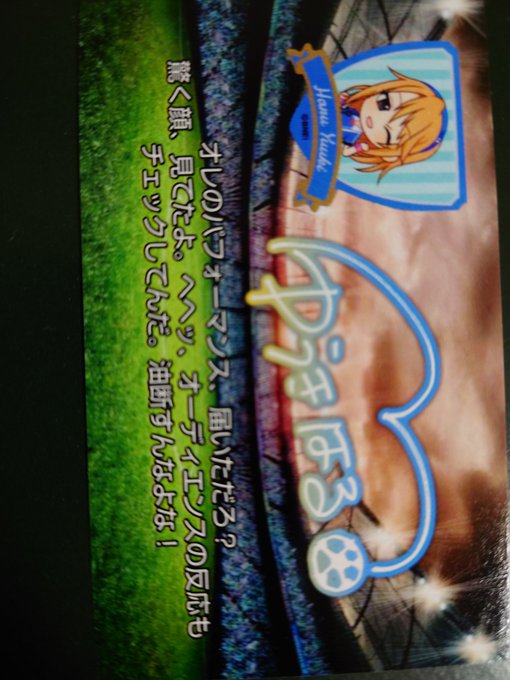 Haru Yuuki
©BNEI
ゆうきはる
オレのパフォーマンス、届いただろ？
驚く顔、見てたよ。へヘッ、オーディエンスの反応も
チェックしてんだ。油断すんなよな！